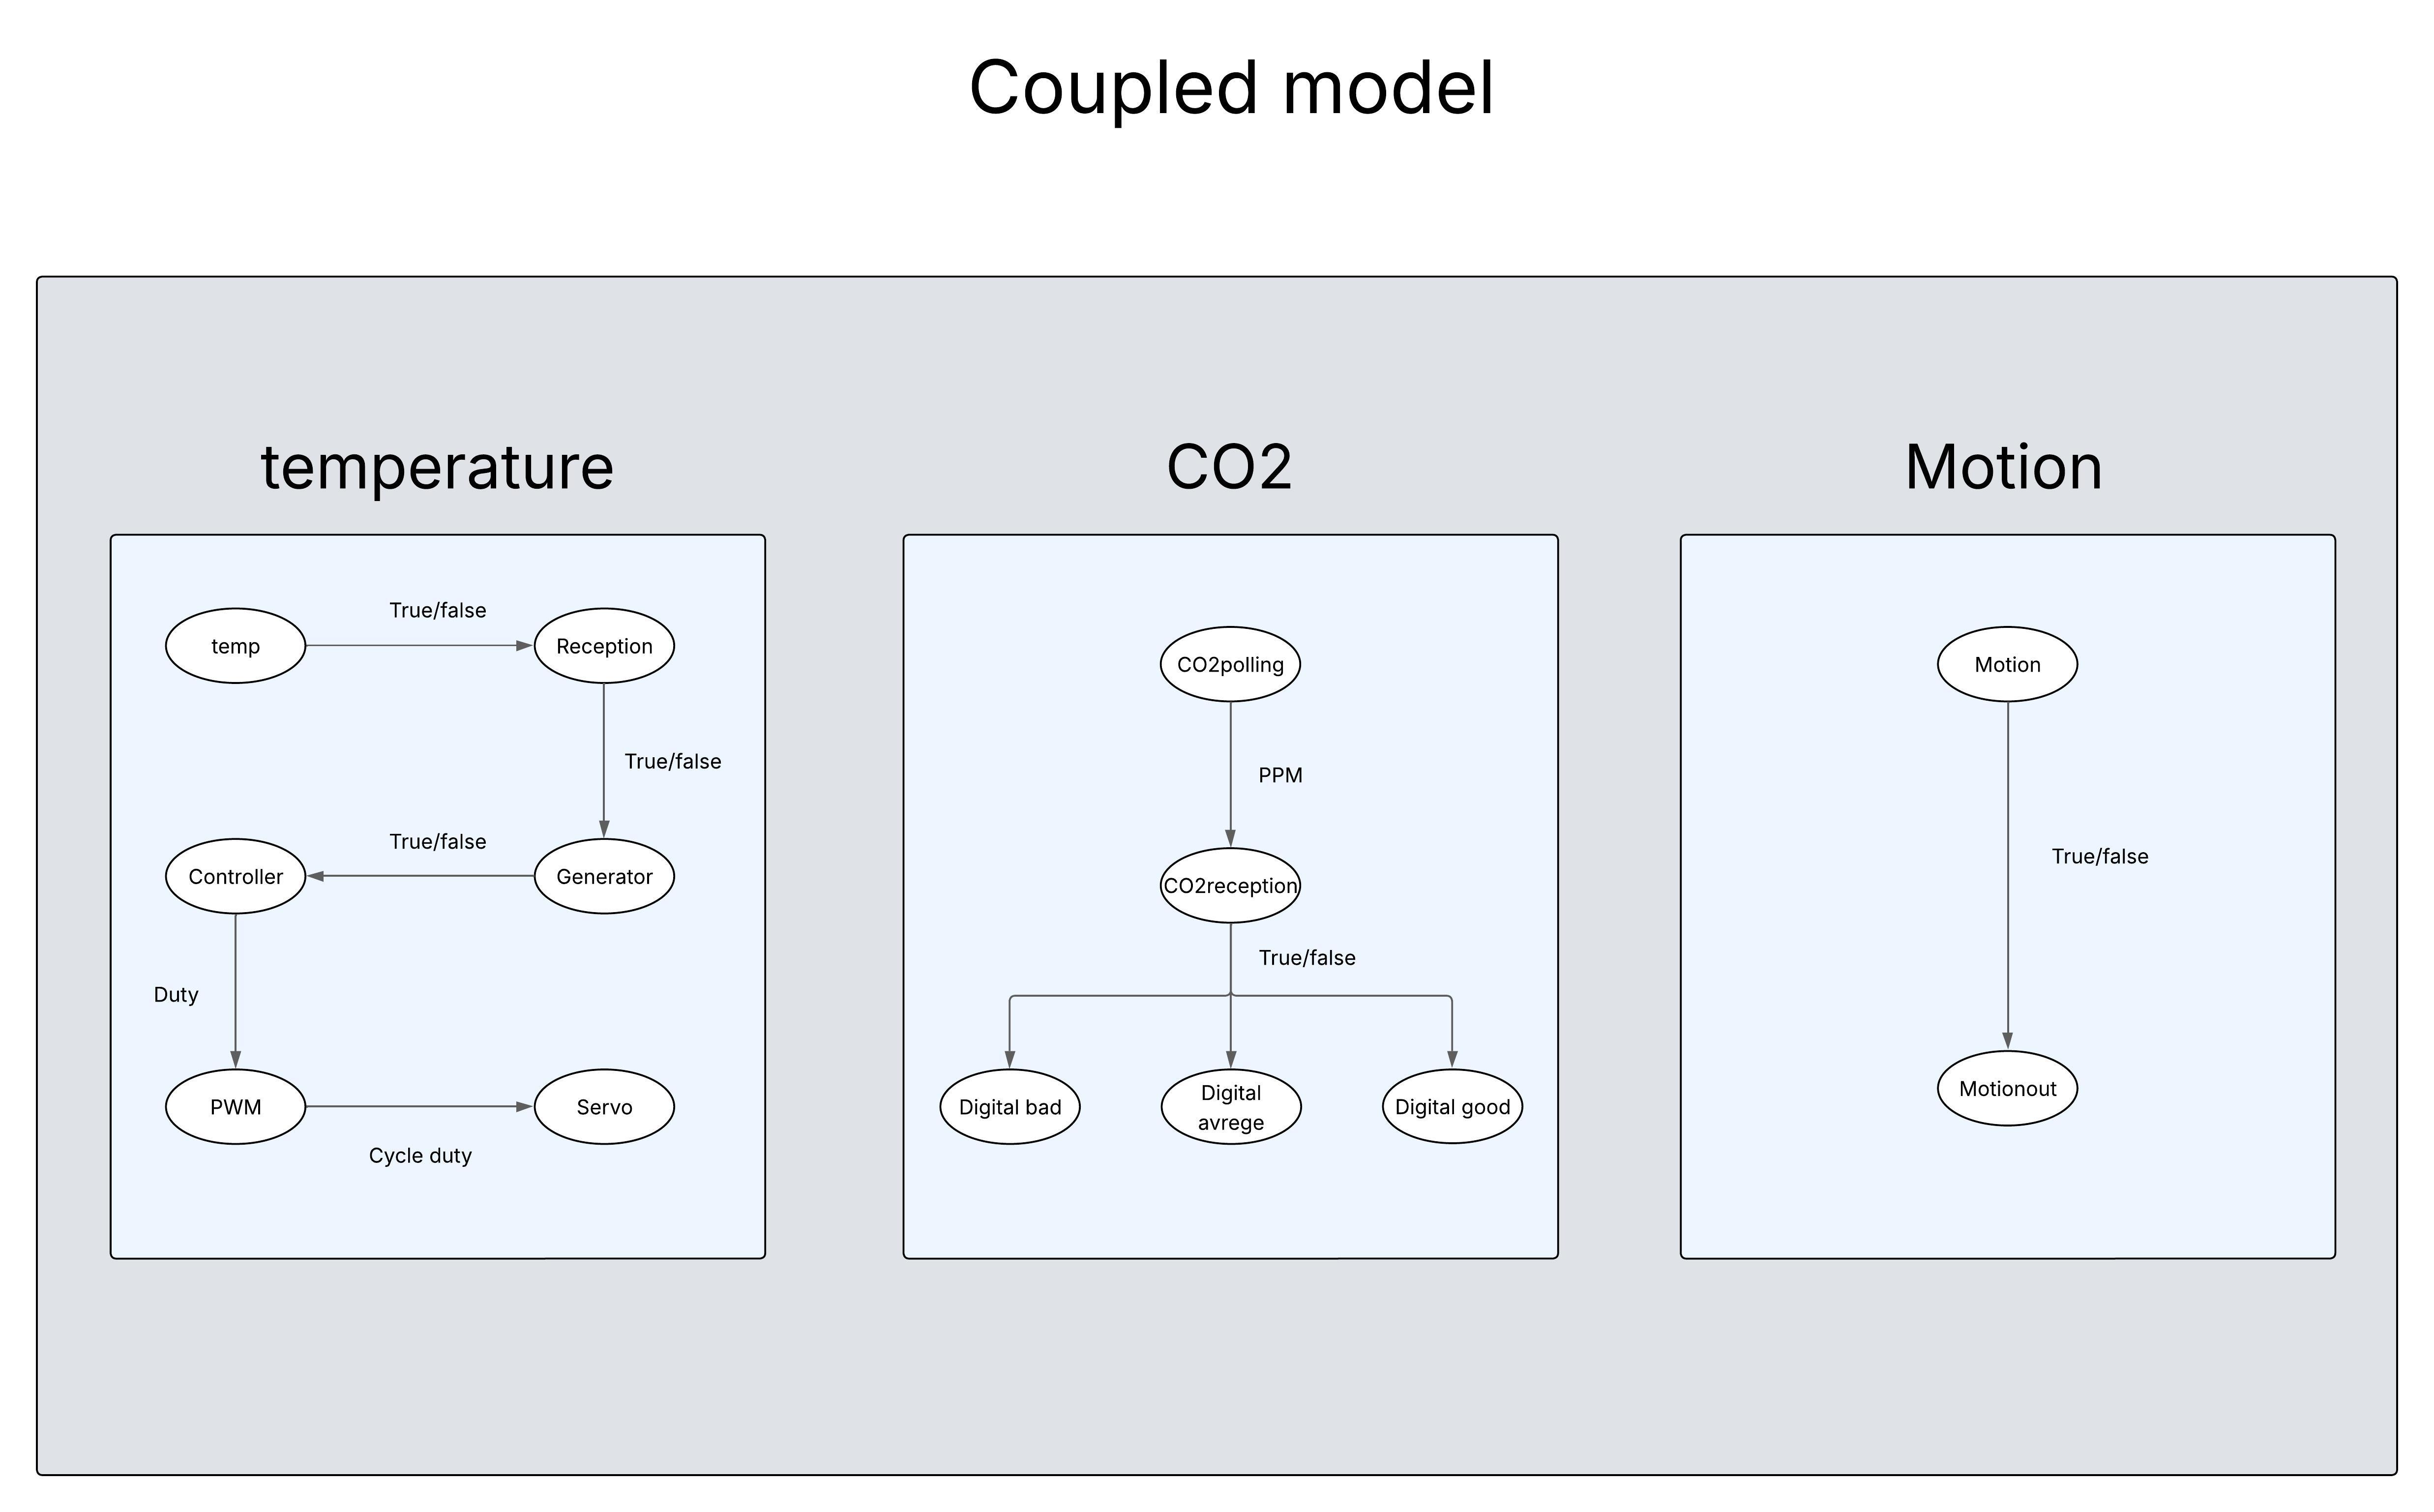 Coupled model
temperature
CO2
Motion
temp
True/false
Reception
True/false
True/false
Controller
Generator
Duty
PWM
Servo
Cycle duty
CO2polling
PPM
CO2reception
True/false
Digital bad
Digital
avrege
Digital good
Motion
True/false
Motionout